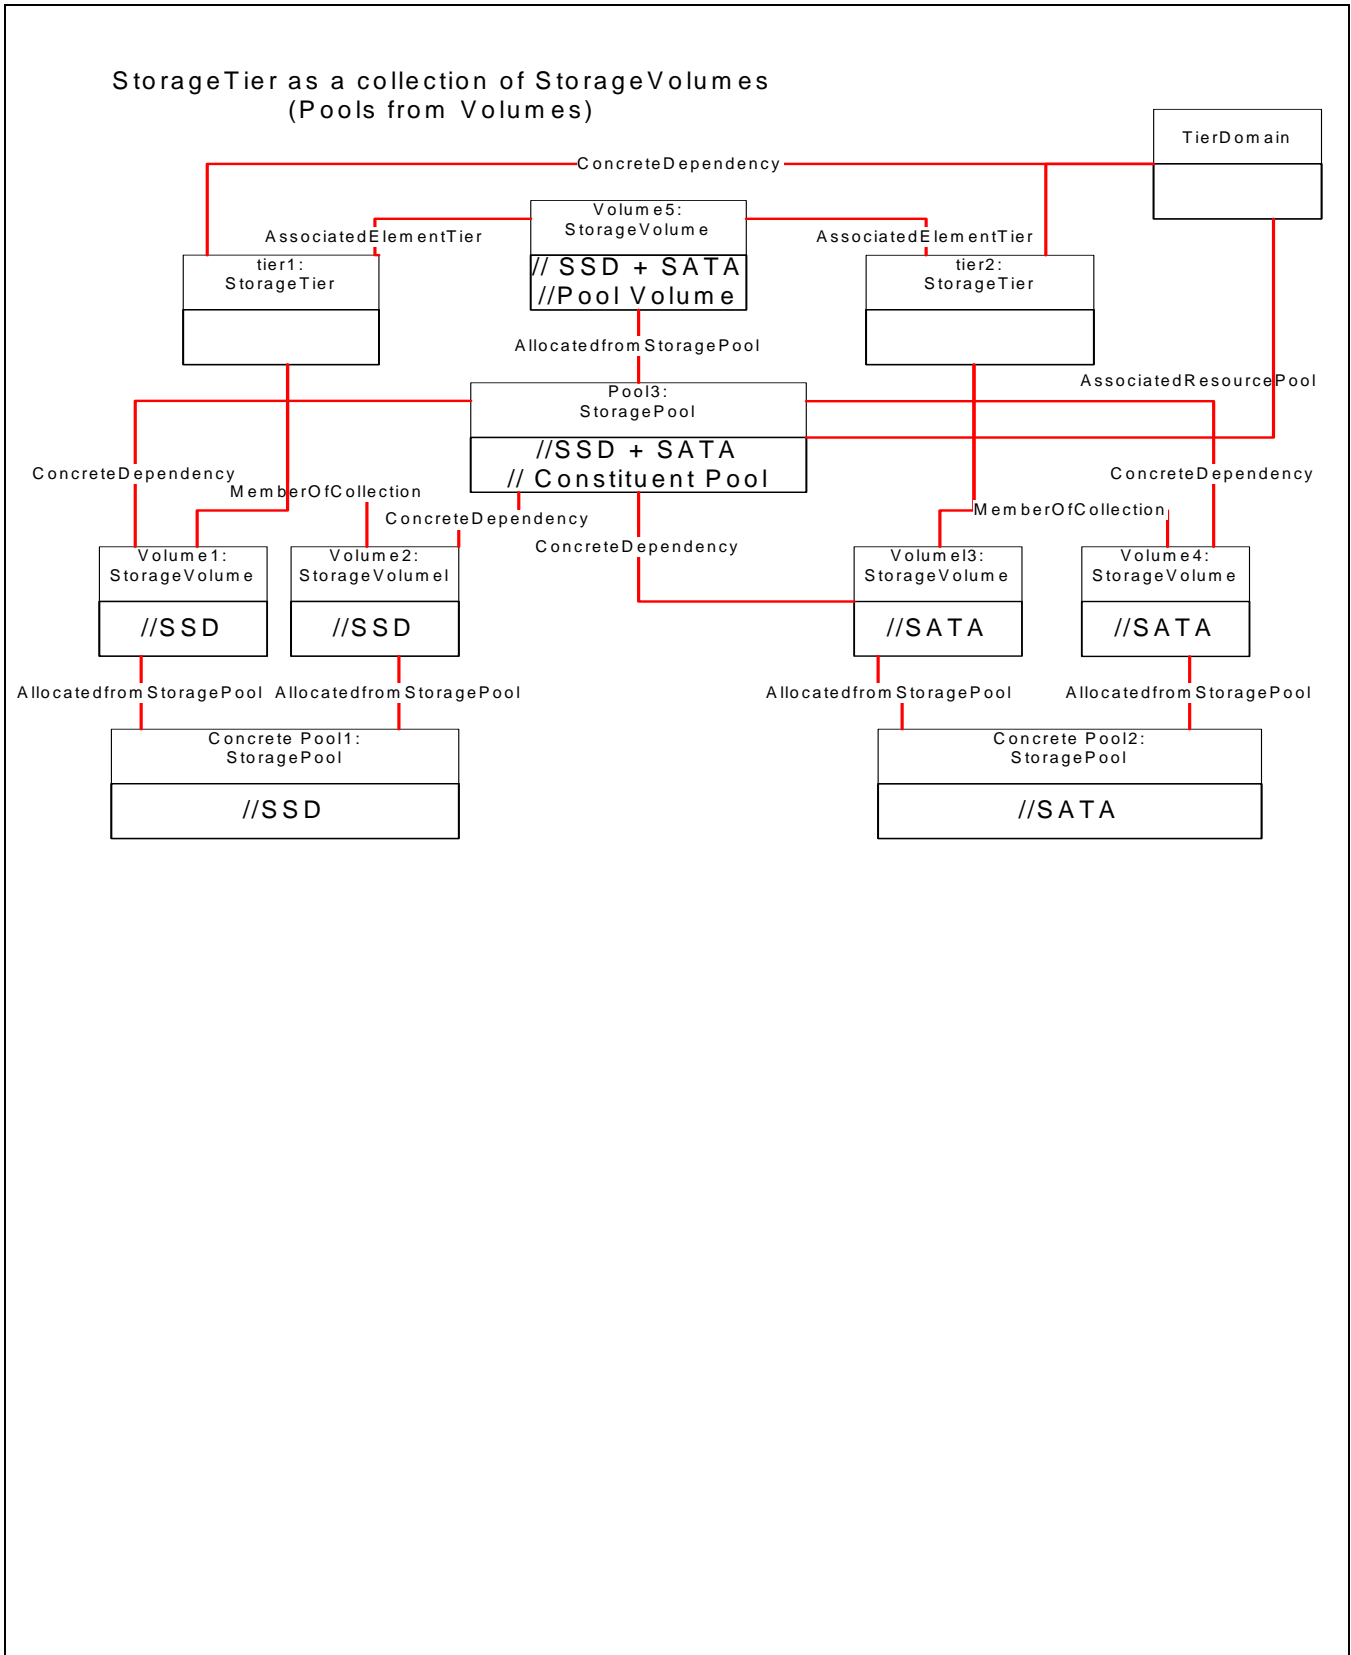 StorageTier as a collection of StorageVolumes
(Pools from Volumes)
TierDomain
ConcreteDependency
Volume5:
StorageVolume
AssociatedElementTier
AssociatedElementTier
// SSD + SATA
//Pool Volume
tier1:
StorageTier
tier2:
StorageTier
AllocatedfromStoragePool
AssociatedResourcePool
Pool3:
StoragePool
//SSD + SATA
// Constituent Pool
ConcreteDependency
MemberOfCollection
ConcreteDependency
ConcreteDependency
MemberOfCollection
ConcreteDependency
Volume1:
StorageVolume
Volume2:
StorageVolumel
Volumel3:
StorageVolume
Volume4:
StorageVolume
//SSD
//SSD
//SATA
//SATA
AllocatedfromStoragePool
AllocatedfromStoragePool
AllocatedfromStoragePool
AllocatedfromStoragePool
Concrete Pool1:
StoragePool
Concrete Pool2:
StoragePool
//SSD
//SATA